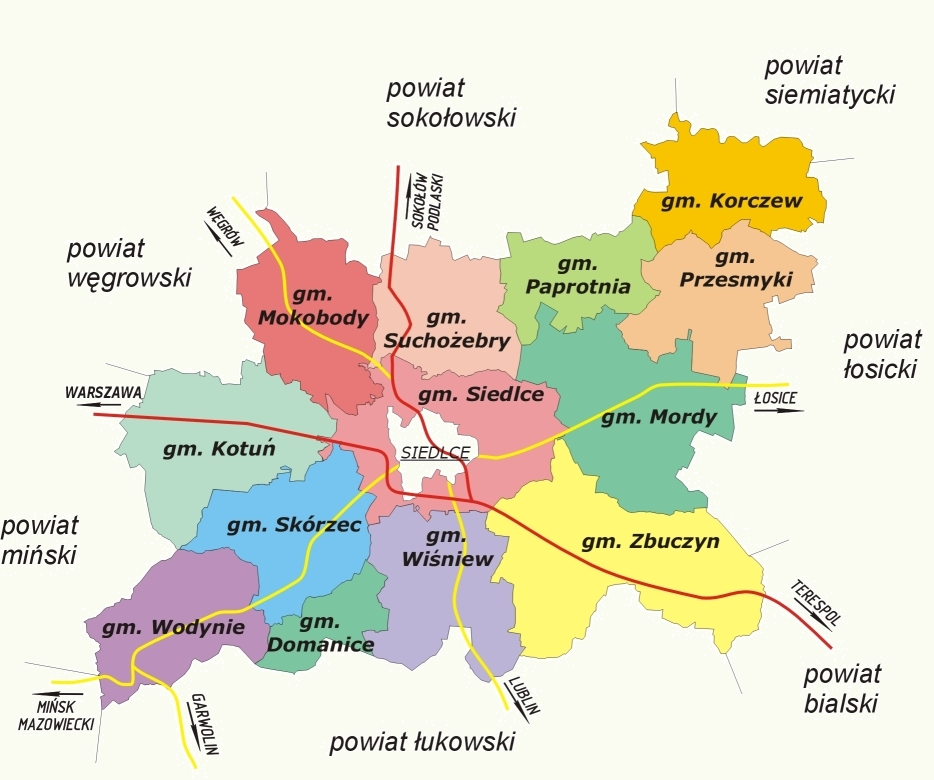 powiat
siemiatycki
powiat
sokołowski
SOKOŁÓW
PODLASKI
WĘGRÓW
gm. Korczew
powiat
węgrowski
gm.
Przesmyki
gm.
Paprotnia
gm.
Mokobody
gm.
Suchożebry
powiat
łosicki
WARSZAWA
gm. Siedlce
ŁOSICE
gm. Mordy
gm. Kotuń
SIEDLCE
powiat
miński
gm. Skórzec
gm.
Wiśniew
gm. Zbuczyn
TERESPOL
gm. Wodynie
gm.
Domanice
powiat
bialski
MIŃSK
MAZOWIECKI
GARWOLIN
LUBLIN
powiat łukowski